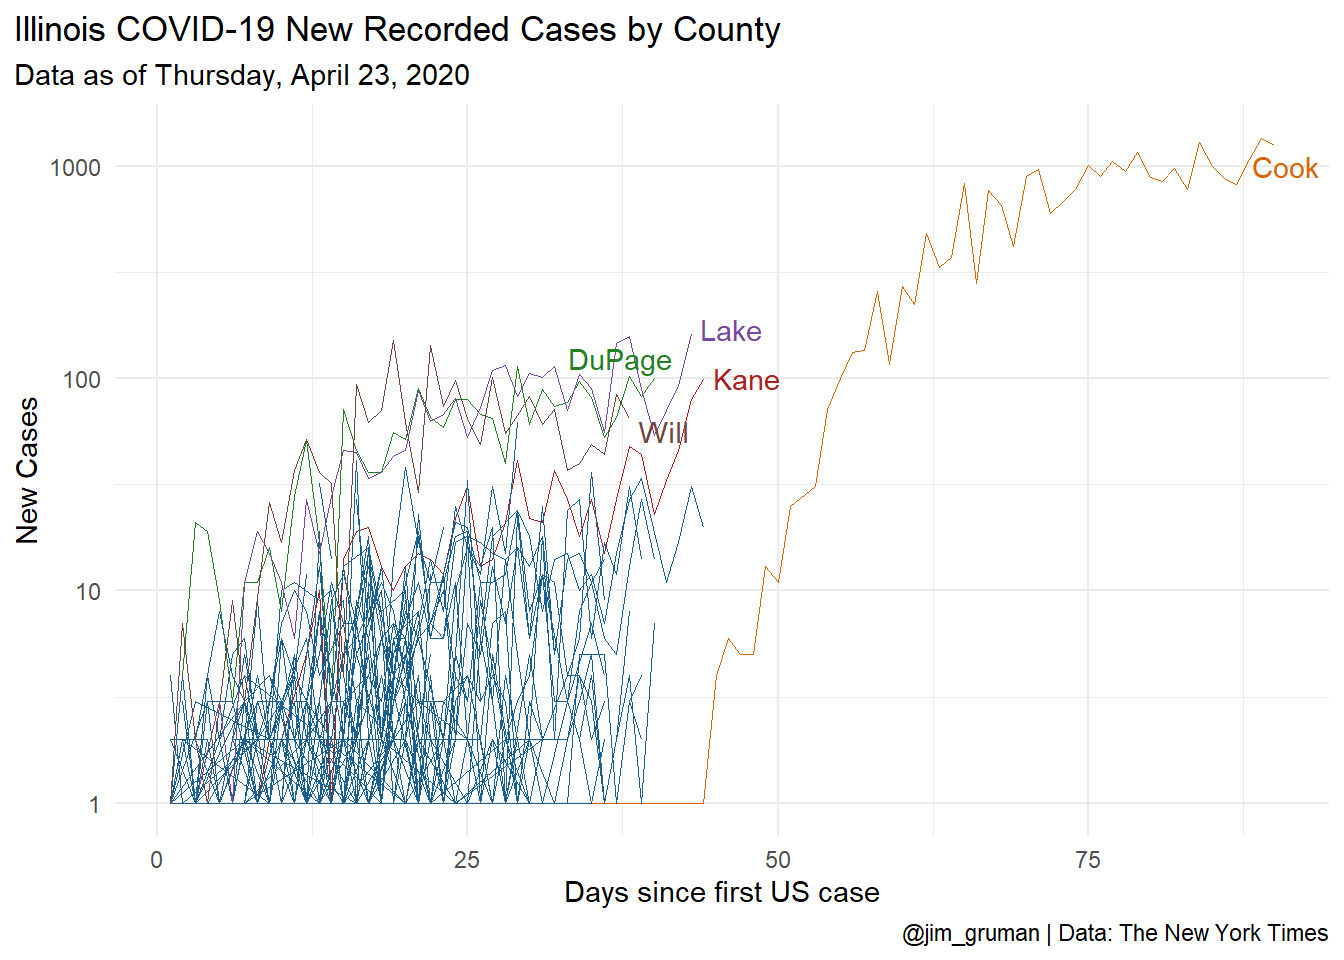 Illinois COVID-19 New Recorded Cases by County
Data as of Thursday, April 23, 2020
1000
Cook
Lake
DuPage
100
Kane
Will
New Cases
10
1
0
25
50
75
Days since first US case
@jim_gruman | Data: The New York Times